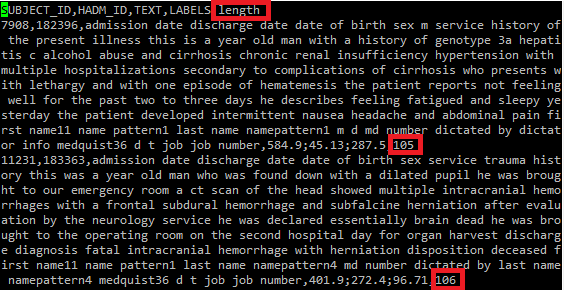 SUBJECT_ID,HADM_ID,TEXT,LABELS,length
7908,182396,admission date discharge date date of birth sex m service history of
the present illness this is a year old man with a history of genotype 3a hepati
tis c alcohol abuse and cirrhosis chronic renal insufficiency hypertension with
multiple hospitalizations secondary to complications of cirrhosis who presents w
ith lethargy and with one episode of hematemesis the patient reports not feeling
well for the past two to three days he describes feeling fatigued and sleepy ye
sterday the patient developed intermittent nausea headache and abdominal pain fi
rst name11 name pattern1 last name namepattern1 m d md number dictated by dictat
or info medquist36 d t job job number,584.9;45.13;287.5,105
11231,183363,admission date discharge date date of birth sex service trauma hist
ory this was a year old man who was found down with a dilated pupil he was broug
ht to our emergency room a ct scan of the head showed multiple intracranial hemo
rrhages with a frontal subdural hemorrhage and subfalcine herniation after evalu
ation by the neurology service he was declared essentially brain dead he was bro
ught to the operating room on the second hospital day for organ harvest discharg
e diagnosis fatal intracranial hemorrhage with herniation disposition deceased f
irst name11 name pattern1 last name namepattern4 md number dictated by last name
namepattern4 medquist36 d t job job number,401.9;272.4;96.71,106